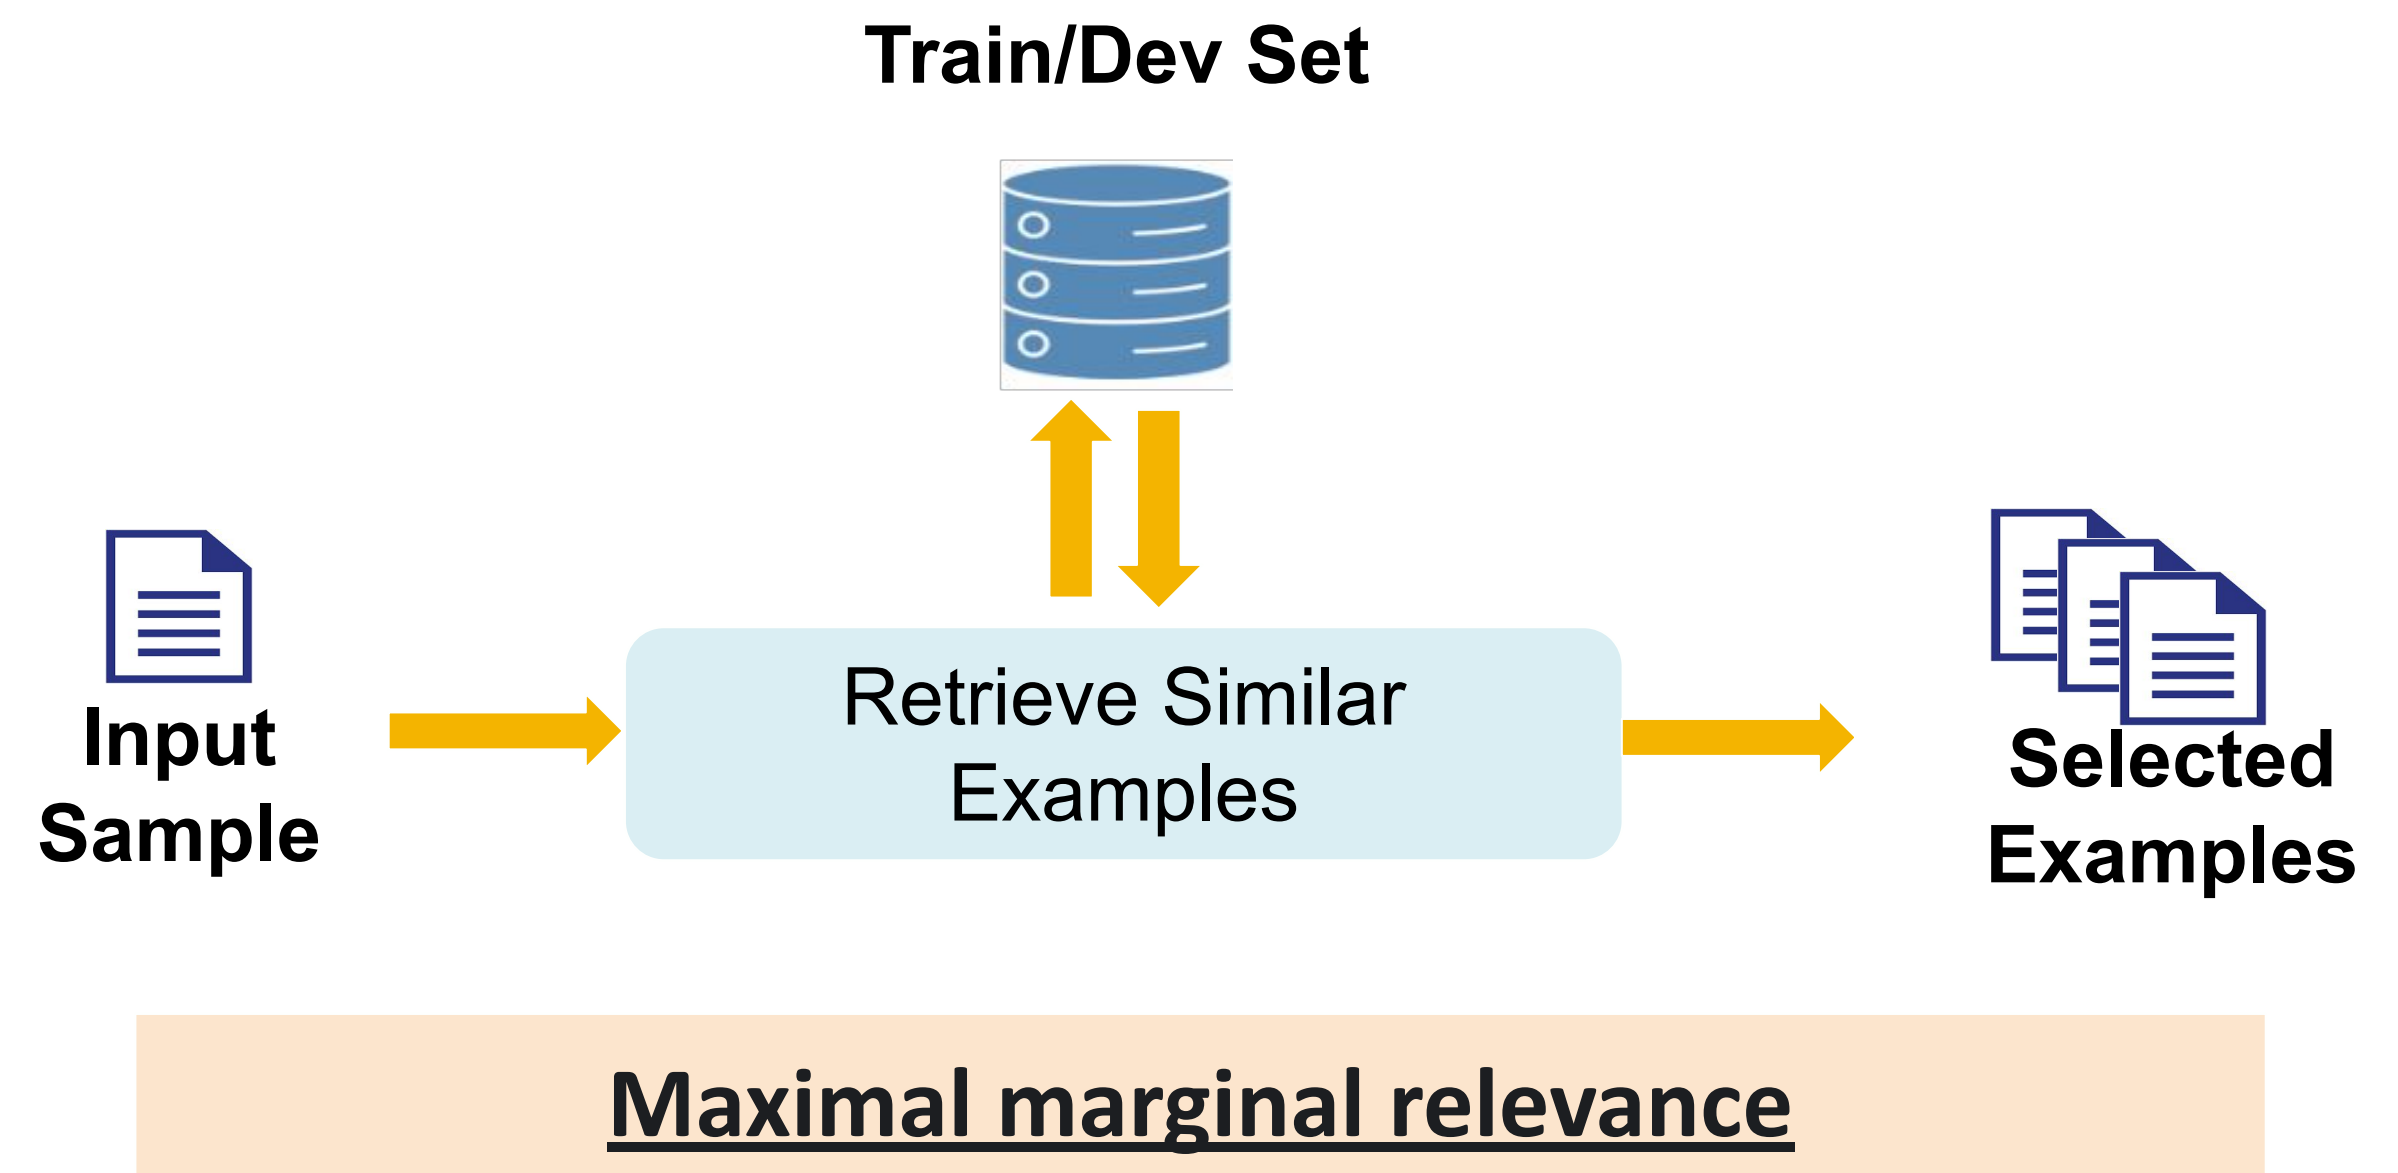 Train/Dev Set
Input
Sample
Retrieve Similar
Examples
Selected
Examples
Maximal marginal relevance